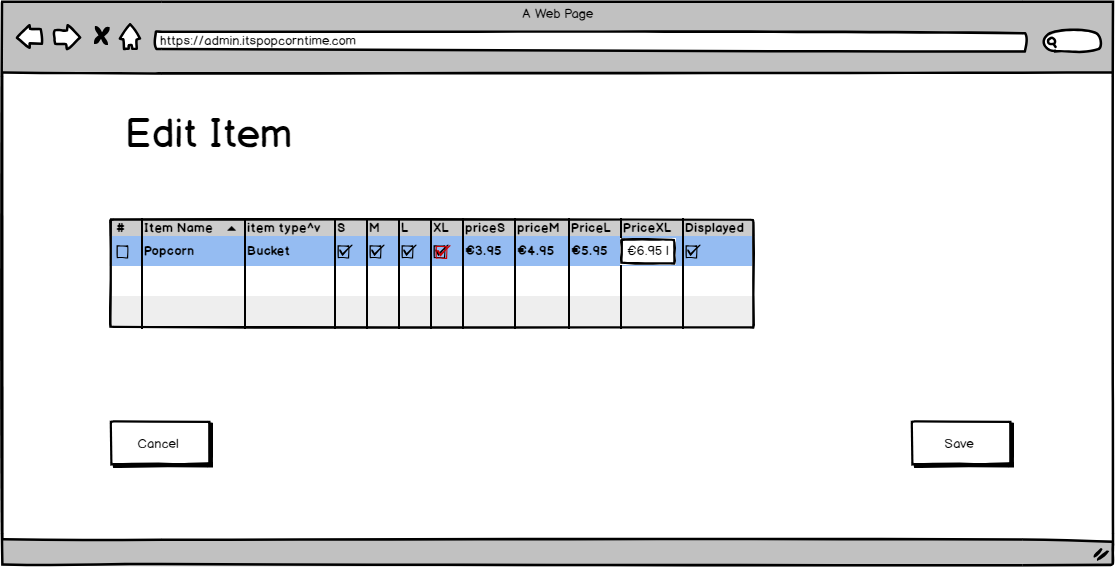 A Web Page
https://admin.itspopcorntime.com
Edit Item
# Item Name item type^v S M L XL priceS priceM PriceL PriceXL Displayed
Popcorn Bucket €3.95 €4.95 €5.95 €6.95 |
Cancel Save